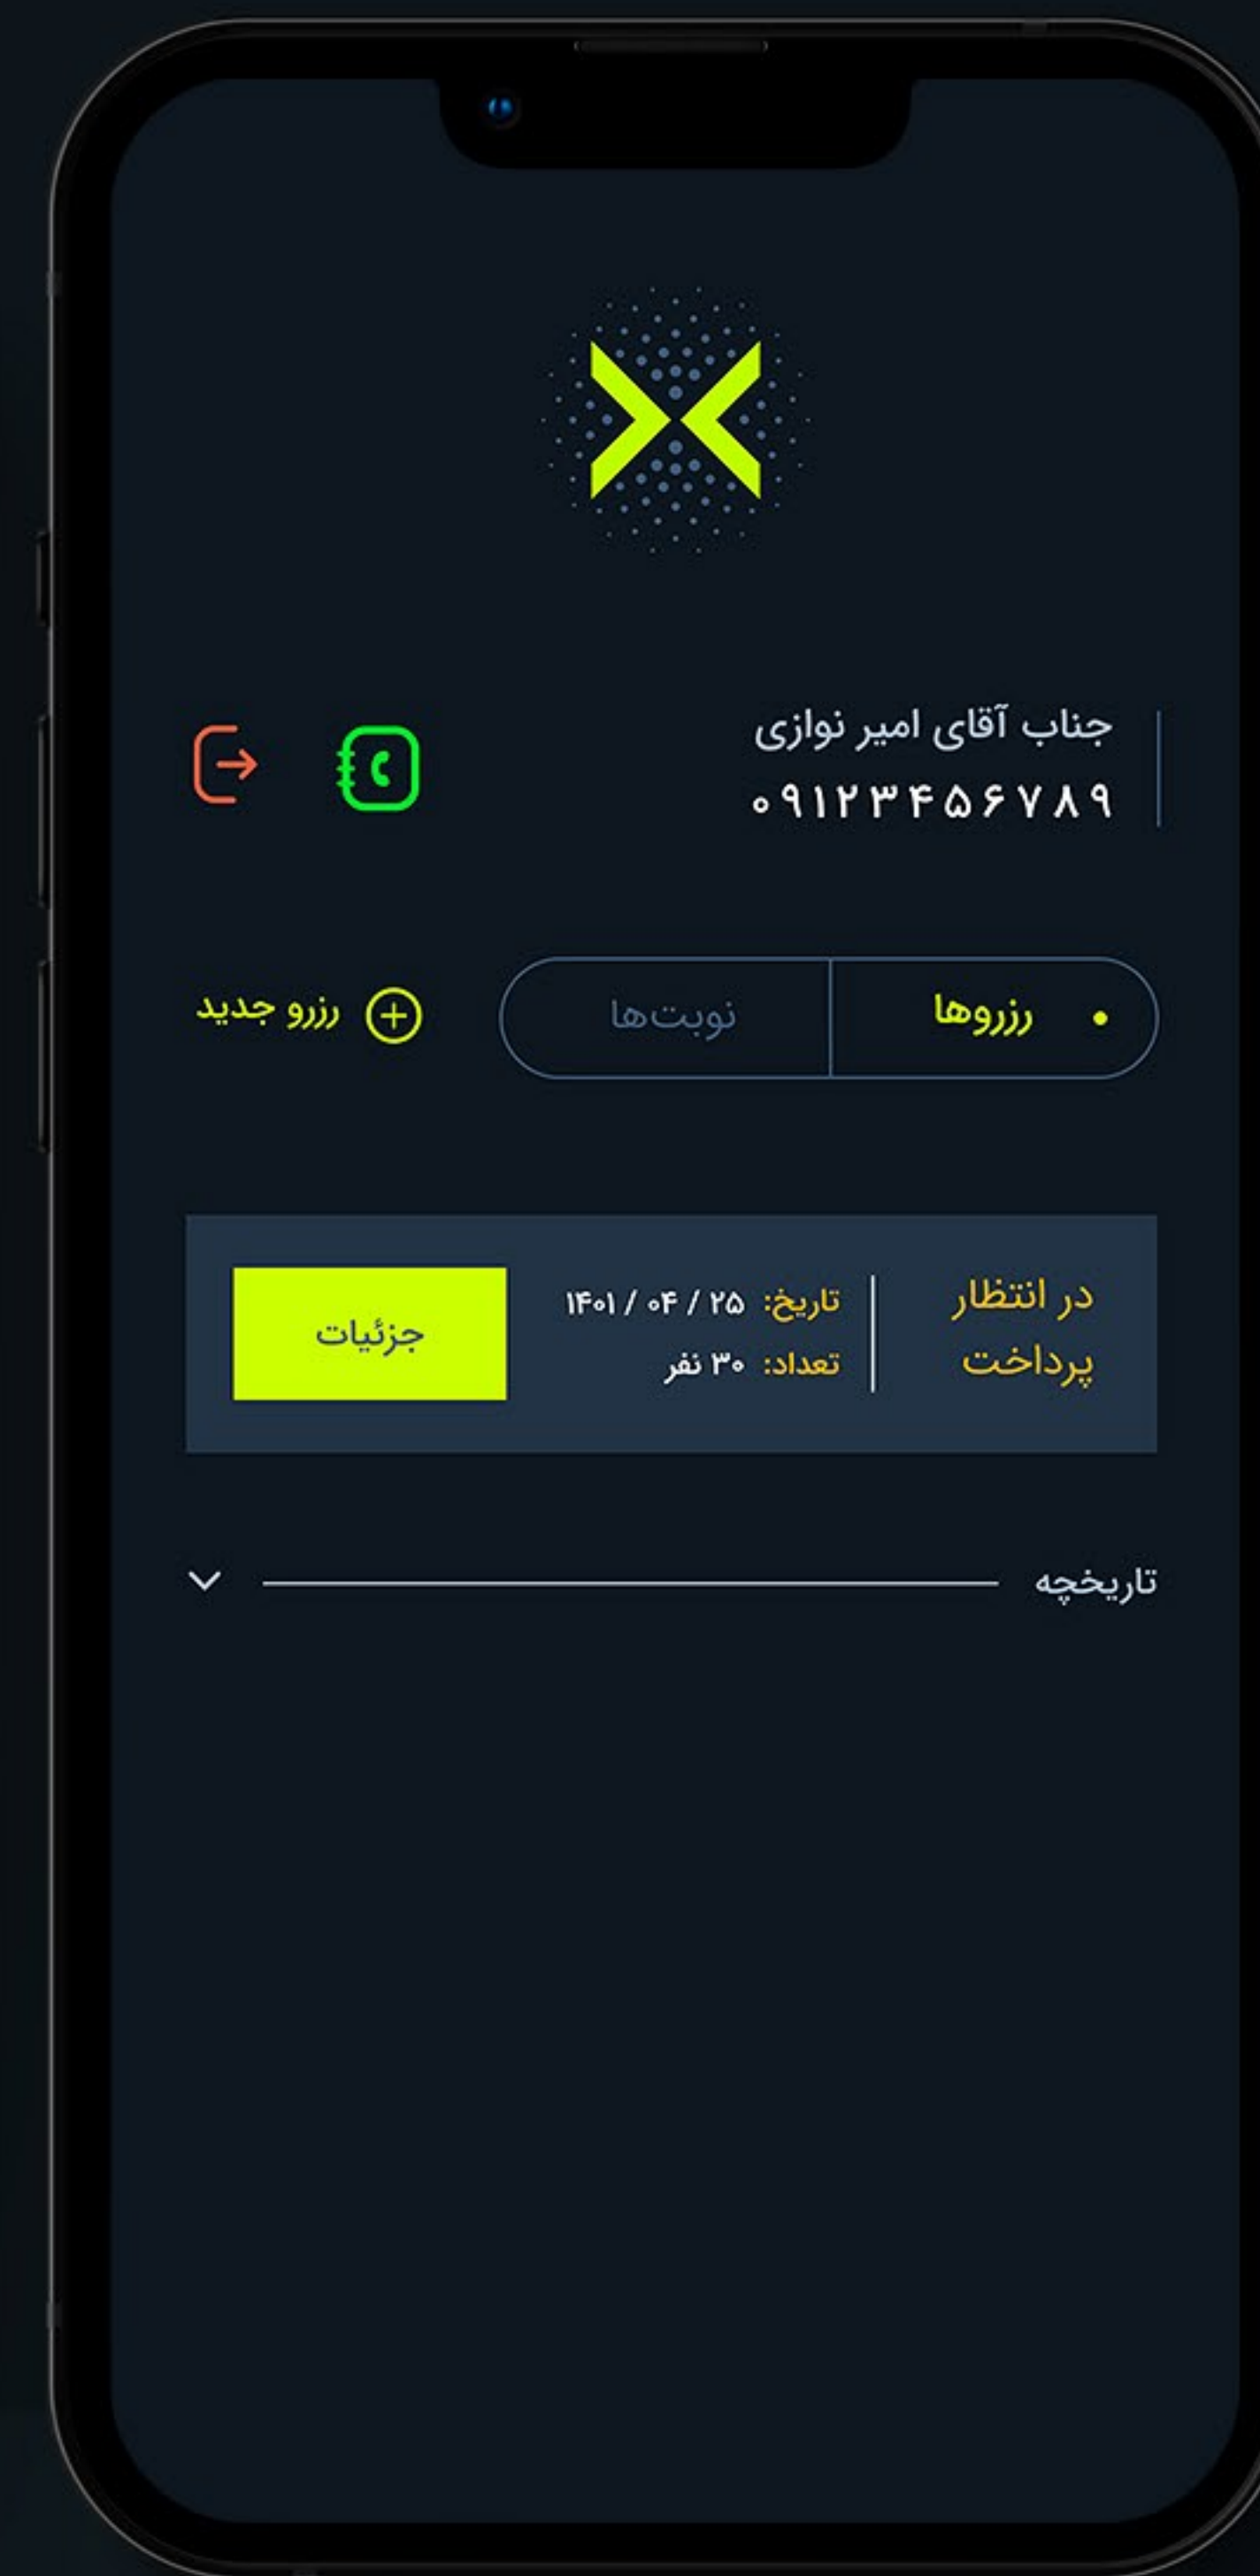 جناب آقای امیر نوازی
۰۹۱۲۳۴۵۶۷۸۹
رزروها
نوبت‌ها
رزرو جدید
در انتظار
پرداخت
تاریخ: ۲۵ / ۰۴ / ۱۴۰۱
تعداد: ۳۰ نفر
جزئیات
تاریخچه